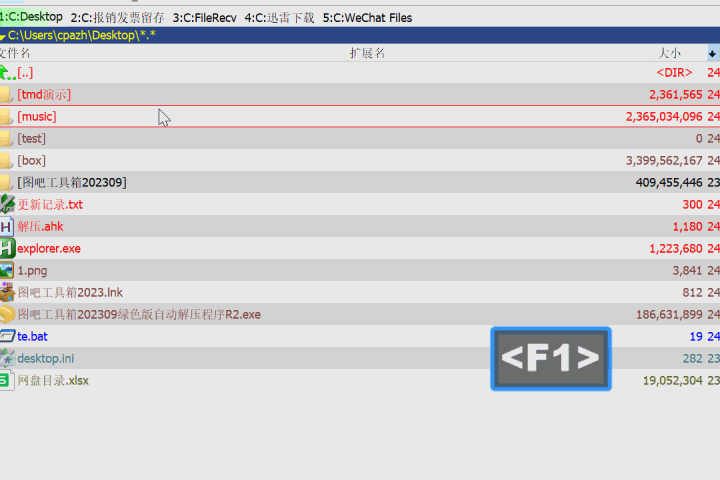 1:C:Desktop 2:C:报销发票留存 3:C:FileRecv 4:C:迅雷下载 5:C:WeChat Files
C:\Users\cpazh\Desktop\*.*
文件名 扩展名 大小
[..] <DIR> 24
[tmd演示] 2,361,565 24
[music] 2,365,034,096 24
[test] 0 24
[box] 3,399,562,167 24
[图吧工具箱202309] 409,455,446 23
更新记录.txt 300 24
解压.ahk 1,180 24
explorer.exe 1,223,680 24
1.png 3,841 24
图吧工具箱2023.lnk 812 24
图吧工具箱202309绿色版自动解压程序R2.exe 186,631,899 24
te.bat 19 24
desktop.ini 282 23
网盘目录.xlsx 19,052,304 23
<F1>